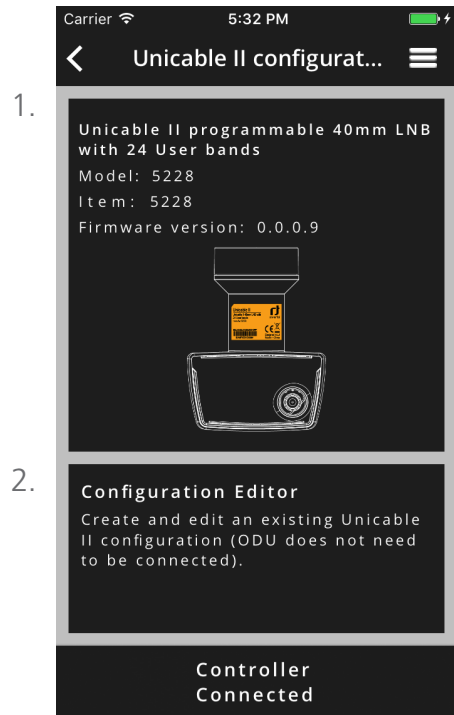 Carrier 5:32 PM
Unicable II configurat...
1.
Unicable II programmable 40mm LNB
with 24 User bands
Model: 5228
Item: 5228
Firmware version: 0.0.0.9
Unicable II
2.
Configuration Editor
Create and edit an existing Unicable
II configuration (ODU does not need
to be connected).
Controller
Connected